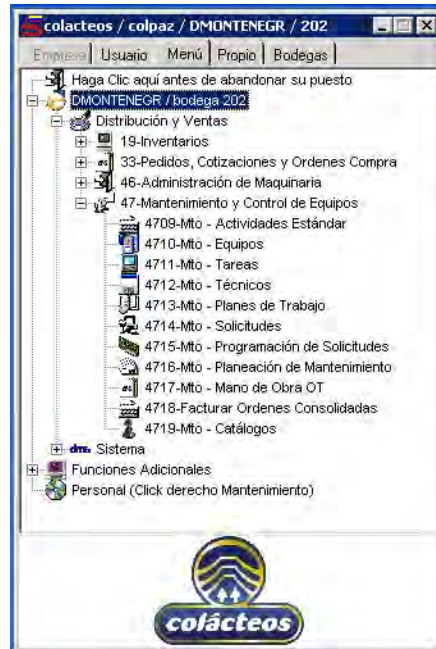 colacteos / colpaz / DMONTENEGR / 202
Empresa Usuario Menú Propio Bodegas
Haga Clic aquí antes de abandonar su puesto
DMONTENEGR / bodega 202
Distribución y Ventas
19-Inventarios
33-Pedidos, Cotizaciones y Ordenes Compra
46-Administración de Maquinaria
47-Mantenimiento y Control de Equipos
4709-Mto - Actividades Estándar
4710-Mto - Equipos
4711-Mto - Tareas
4712-Mto - Técnicos
4713-Mto - Planes de Trabajo
4714-Mto - Solicitudes
4715-Mto - Programación de Solicitudes
4716-Mto - Planeación de Mantenimiento
4717-Mto - Mano de Obra OT
4718-Facturar Ordenes Consolidadas
4719-Mto - Catálogos
dms Sistema
Funciones Adicionales
Personal (Click derecho Mantenimiento)
colácteos